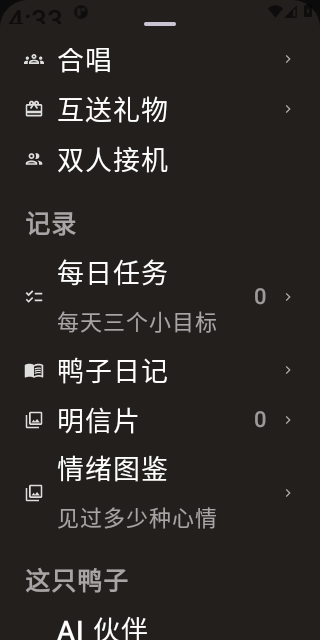 4:33
合唱
互送礼物
双人接机
记录
每日任务
0
每天三个小目标
鸭子日记
明信片
0
情绪图鉴
见过多少种心情
这只鸭子
AI 伙伴